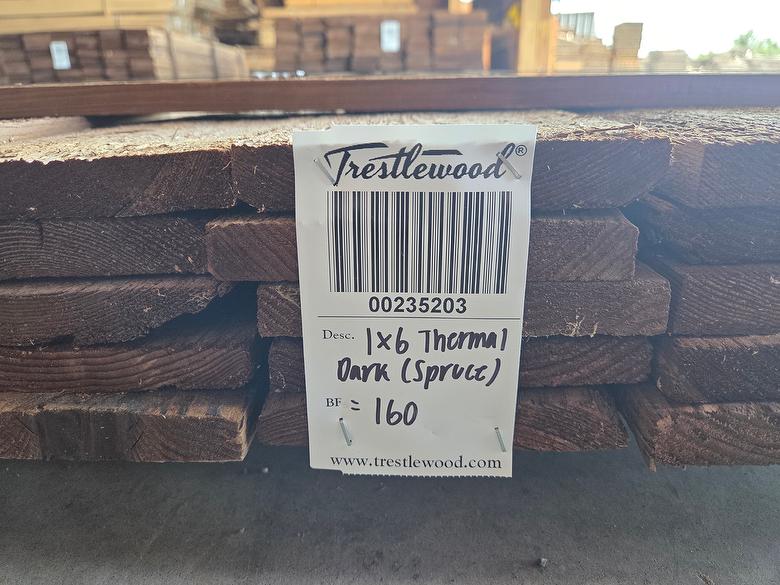 Trestlewood®
00235203
Desc. 1x6 Thermal
Dark (Spruce)
BF = 160
www.trestlewood.com